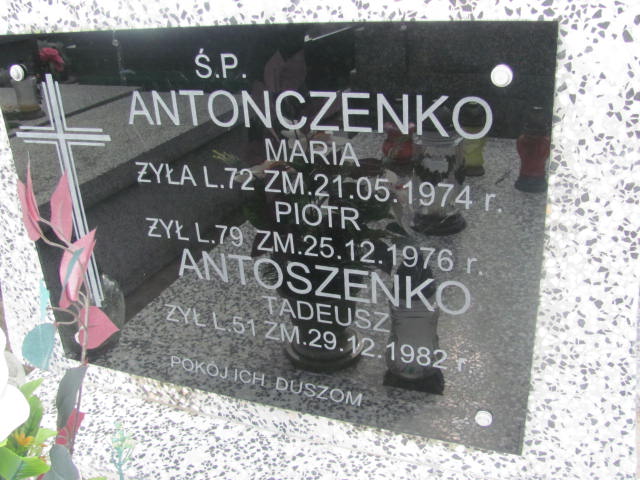 Ś.P.
ANTONCZENKO
MARIA
ŻYŁA L.72 ZM.21.05.1974 r.
PIOTR
ŻYŁ L.79 ZM.25.12.1976 r.
ANTOSZENKO
TADEUSZ
ŻYŁ L.51 ZM.29.12.1982 r
POKÓJ ICH DUSZOM